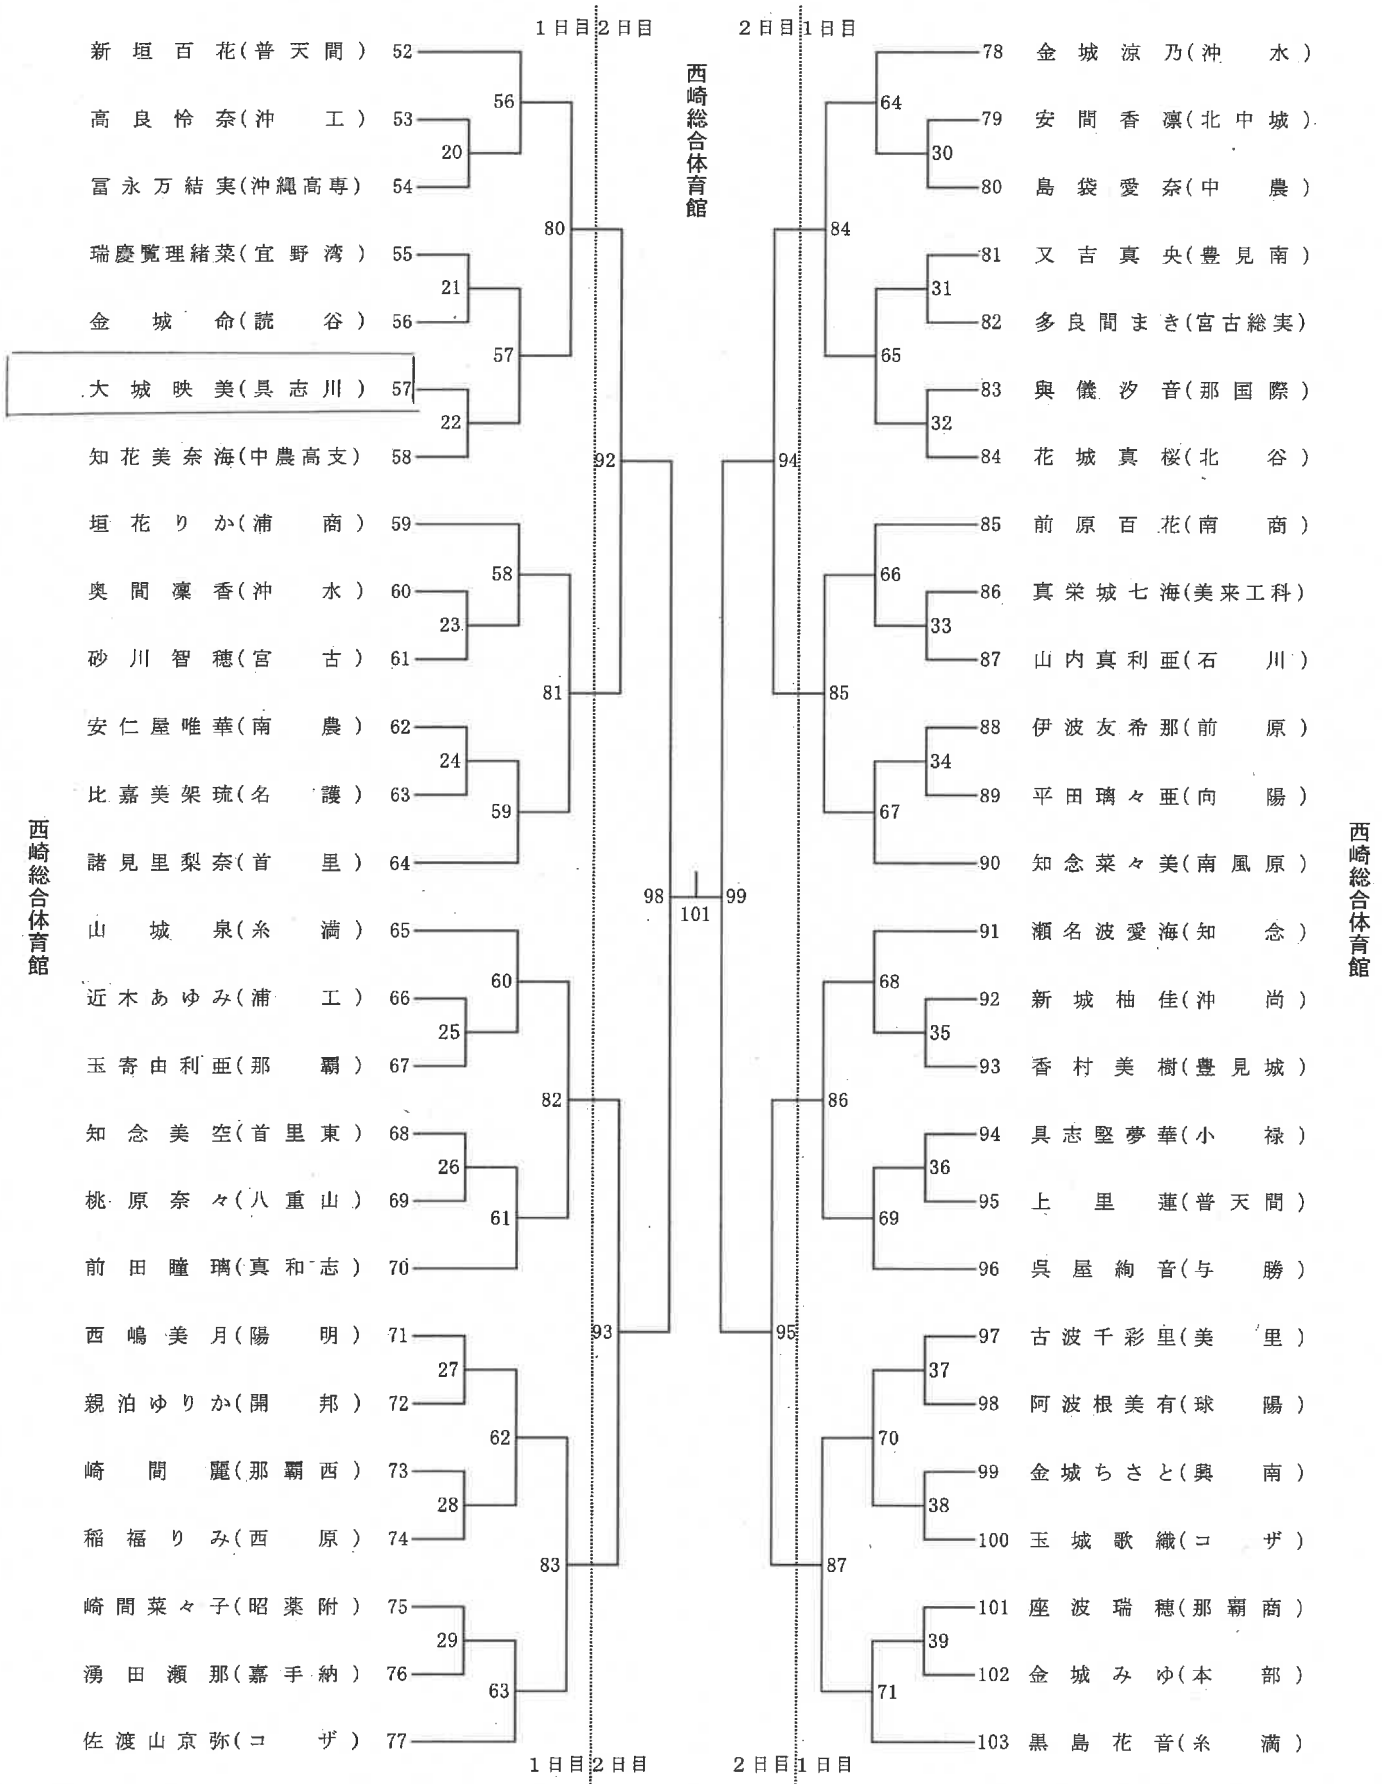 1日目 2日目
2日目 1日目
西崎総合体育館
西崎総合体育館
西崎総合体育館
新垣百花(普天間) 52
高良怜奈(沖工) 53
冨永万結実(沖縄高専) 54
瑞慶覧理緒菜(宜野湾) 55
金城命(読谷) 56
大城映美(具志川) 57
知花美奈海(中農高支) 58
垣花りか(浦商) 59
奥間凜香(沖水) 60
砂川智穂(宮古) 61
安仁屋唯華(南農) 62
比嘉美架琉(名護) 63
諸見里梨奈(首里) 64
山城泉(糸満) 65
近木あゆみ(浦工) 66
玉寄由利亜(那覇) 67
知念美空(首里東) 68
桃原奈々(八重山) 69
前田瞳璃(真和志) 70
西嶋美月(陽明) 71
親泊ゆりか(開邦) 72
崎間麗(那覇西) 73
稲福りみ(西原) 74
崎間菜々子(昭薬附) 75
湧田瀬那(嘉手納) 76
佐渡山京弥(コザ) 77
20
21
22
23
24
25
26
27
28
29
56
57
58
59
60
61
62
63
80
81
82
83
92
93
98
101
99
94
95
84
85
86
87
64
65
66
67
68
69
70
71
30
31
32
33
34
35
36
37
38
39
78 金城涼乃(沖水)
79 安間香凛(北中城)
80 島袋愛奈(中農)
81 又吉真央(豊見南)
82 多良間まき(宮古総実)
83 與儀汐音(那国際)
84 花城真桜(北谷)
85 前原百花(南商)
86 真栄城七海(美来工科)
87 山内真利亜(石川)
88 伊波友希那(前原)
89 平田璃々亜(向陽)
90 知念菜々美(南風原)
91 瀬名波愛海(知念)
92 新城柚佳(沖尚)
93 香村美樹(豊見城)
94 具志堅夢華(小禄)
95 上里蓮(普天間)
96 呉屋絢音(与勝)
97 古波千彩里(美里)
98 阿波根美有(球陽)
99 金城ちさと(興南)
100 玉城歌織(コザ)
101 座波瑞穂(那覇商)
102 金城みゆ(本部)
103 黒島花音(糸満)
1日目 2日目
2日目 1日目